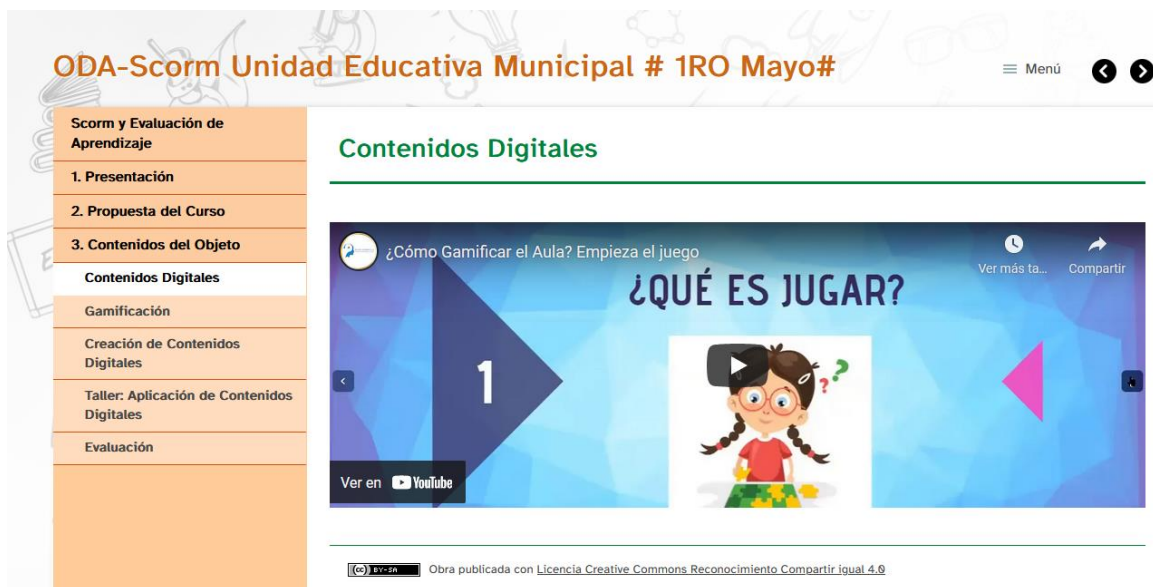 ODA-Scorm Unidad Educativa Municipal # 1RO Mayo#
Menú
Scorm y Evaluación de
Aprendizaje
1. Presentación
2. Propuesta del Curso
3. Contenidos del Objeto
Contenidos Digitales
Gamificación
Creación de Contenidos
Digitales
Taller: Aplicación de Contenidos
Digitales
Evaluación
Contenidos Digitales
¿Cómo Gamificar el Aula? Empieza el juego
Ver más ta...
Compartir
¿QUÉ ES JUGAR?
1
Ver en YouTube
(cc) BY-SA Obra publicada con Licencia Creative Commons Reconocimiento Compartir igual 4.0